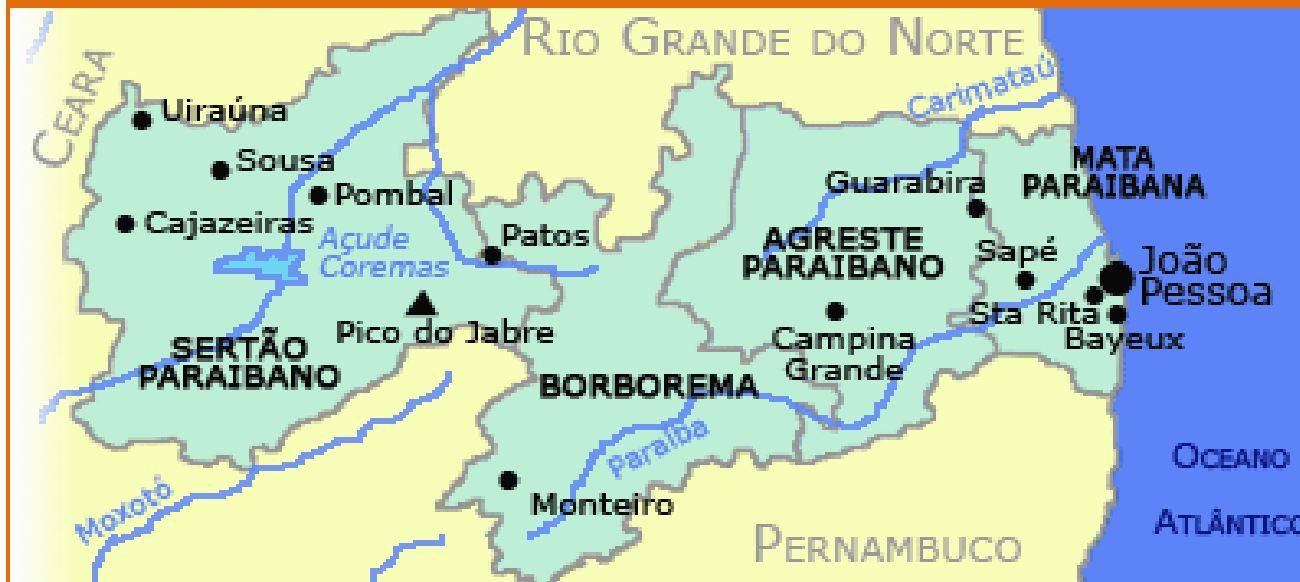 RIO GRANDE DO NORTE
CEARA
Carimataú
Uiraúna
Sousa
MATA
PARAIBANA
Pombal
Guarabira
Cajazeiras
Patos
Açude
Coremas
AGRESTE
PARAIBANO
Sapé
João
Pessoa
Sta Rita
Bayeux
Pico do Jabre
Campina
Grande
SERTÃO
PARAIBANO
BORBOREMA
Paraíba
Moxotó
Monteiro
OCEANO
ATLÂNTICO
PERNAMBUCO